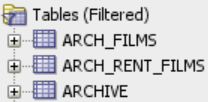 Tables (Filtered)
ARCH_FILMS
ARCH_RENT_FILMS
ARCHIVE